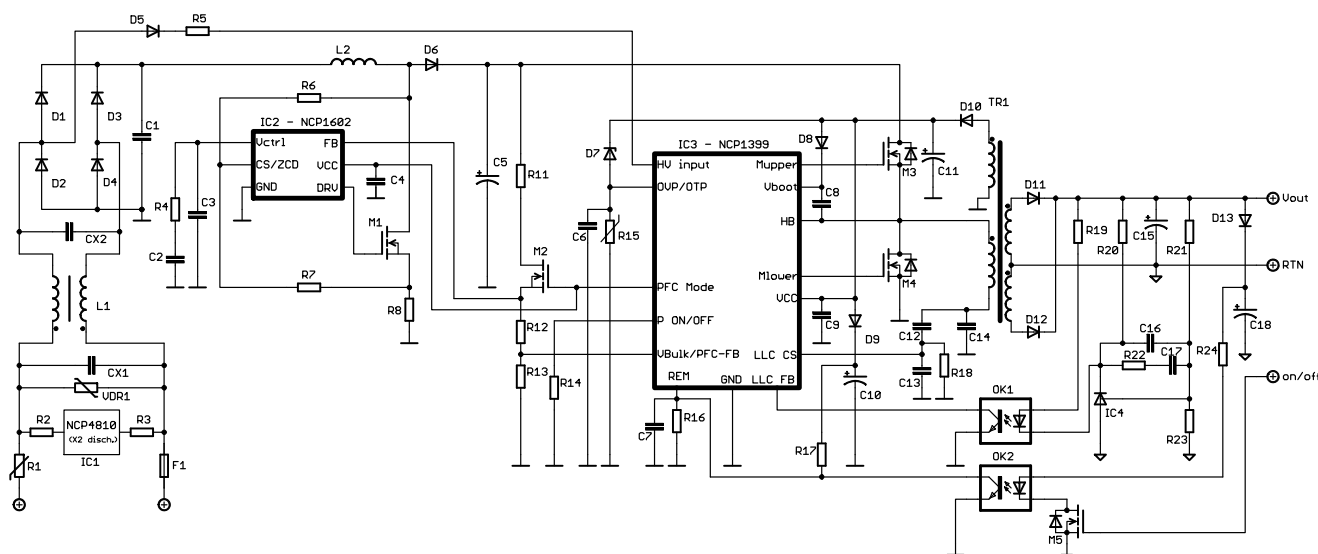 D5
R5
L2
D6
R6
D1
D3
C1
IC2 - NCP1602
Vctrl
FB
CS/ZCD
VCC
GND
DRV
C4
D2
D4
R4
C3
C2
CX2
L1
CX1
VDR1
R2
NCP4810
(X2 disch.)
R3
IC1
R1
F1
M1
R7
R8
C5
R11
M2
R12
R13
R14
D7
C6
R15
IC3 - NCP1399
HV input
Mupper
OVP/OTP
Vboot
HB
Mlower
PFC Mode
VCC
P ON/OFF
VBulk/PFC-FB
LLC CS
REM
GND
LLC FB
C7
R16
D8
C8
C9
D9
C10
R17
M3
C11
D10
TR1
M4
C12
C14
C13
R18
D11
D12
R19
R20
C15
R21
D13
Vout
RTN
C18
C16
R22
C17
R24
IC4
R23
on/off
OK1
OK2
M5